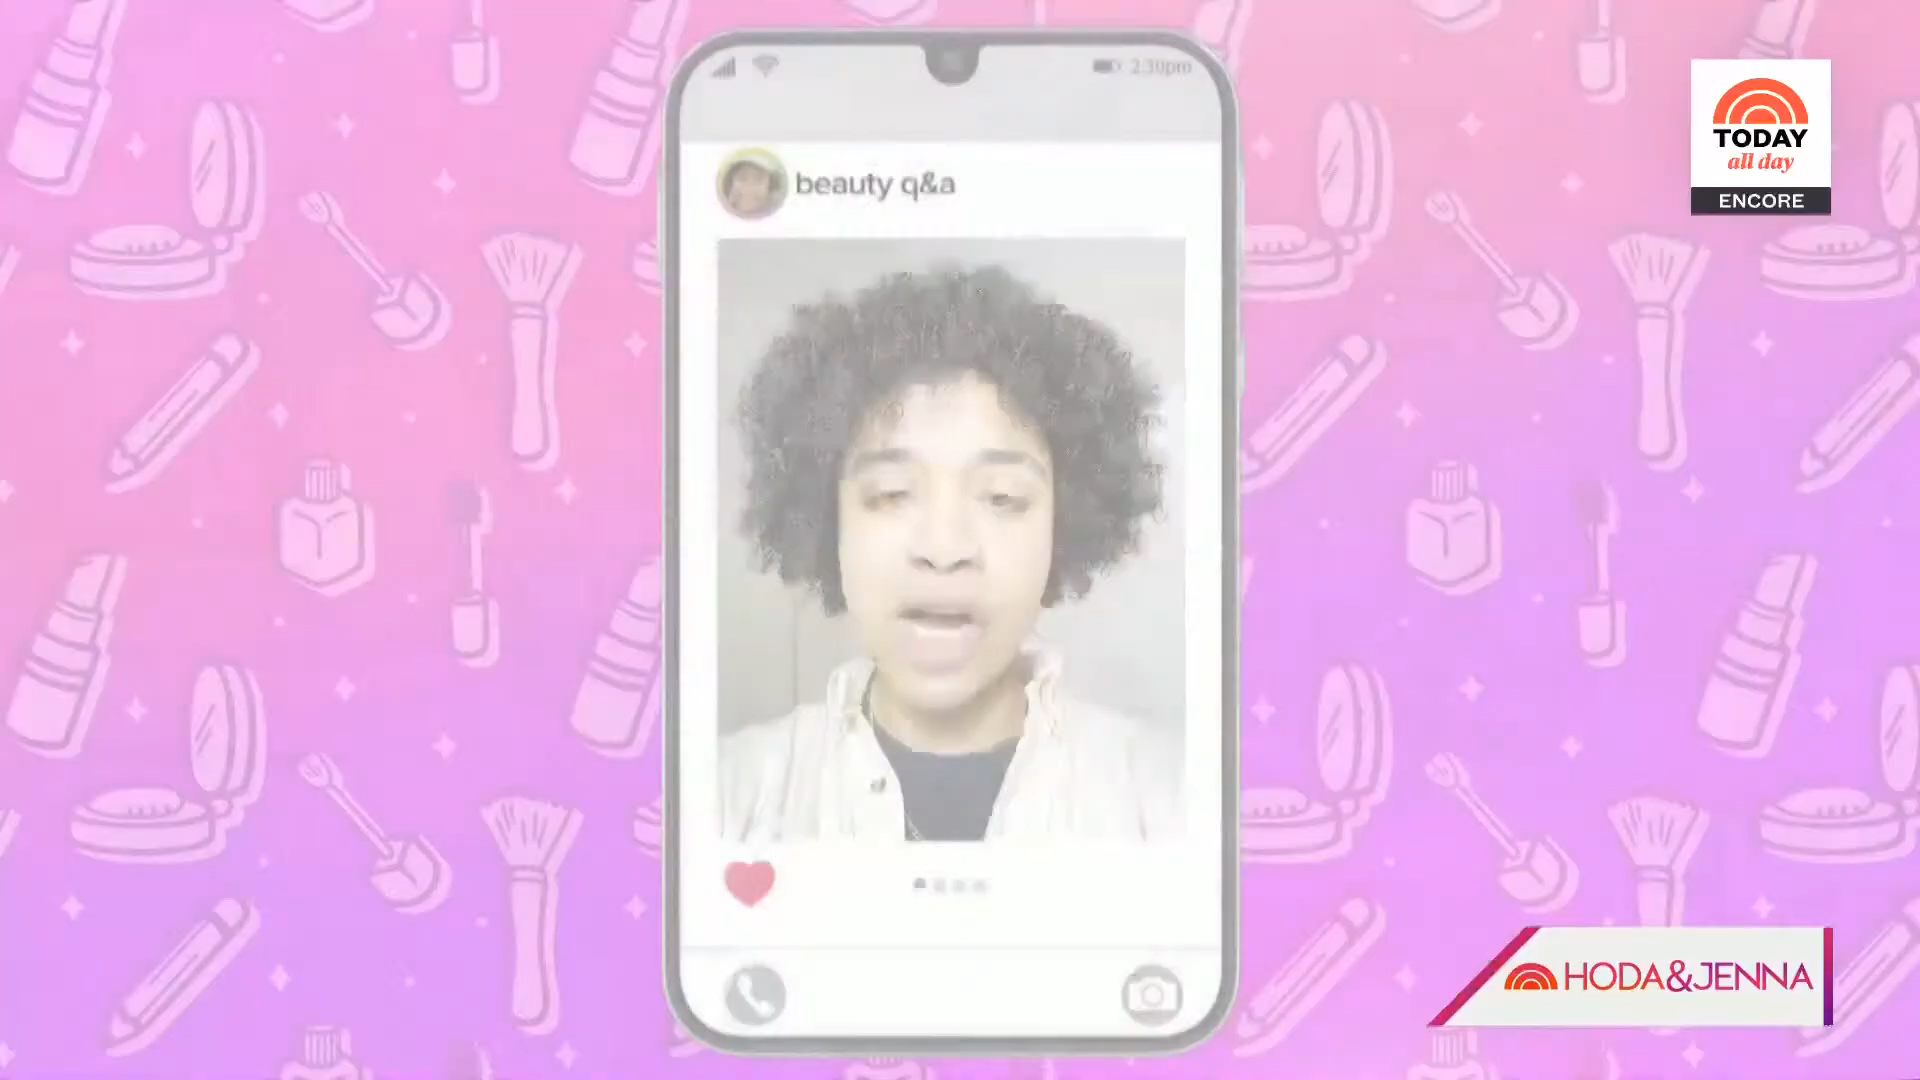 2:30pm
TODAY
all day
ENCORE
beauty q&a
HODA&JENNA